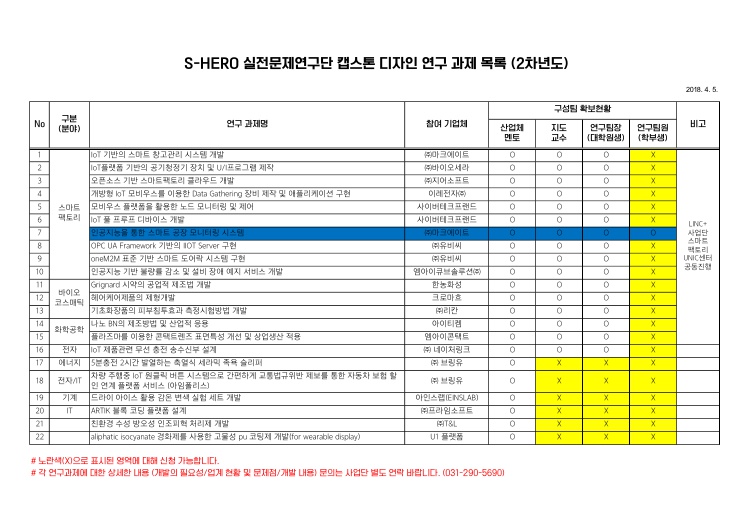 S-HERO 실전문제연구단 캡스톤 디자인 연구 과제 목록 (2차년도)
2018. 4. 5.
No 구분 (분야) 연구 과제명 참여 기업체 구성팀 확보현황 비고
산업체 멘토 지도 교수 연구팀장 (대학원생) 연구팀원 (학부생)
1 IoT 기반의 스마트 창고관리 시스템 개발 ㈜마크에이트 O O O X
2 IoT플랫폼 기반의 공기청정기 장치 및 U/I프로그램 제작 ㈜바이오세라 O O O X
3 오픈소스 기반 스마트팩토리 클라우드 개발 ㈜지어소프트 O O O X
4 개방형 IoT 모비우스를 이용한 Data Gathering 장비 제작 및 애플리케이션 구현 이레전자㈜ O O O X
5 모비우스 플랫폼을 활용한 노드 모니터링 및 제어 사이버테크프랜드 O O O X
스마트 팩토리
6 IoT 풀 프루프 디바이스 개발 사이버테크프랜드 O O O X
7 인공지능을 통한 스마트 공장 모니터링 시스템 ㈜마크에이트 O O O O
LINC+ 사업단 스마트 팩토리 UNIC센터 공동진행
8 OPC UA Framework 기반의 IIOT Server 구현 ㈜유비씨 O O O X
9 oneM2M 표준 기반 스마트 도어락 시스템 구현 ㈜유비씨 O O O X
10 인공지능 기반 불량률 감소 및 설비 장애 예지 서비스 개발 엠아이큐브솔루션㈜ O O O X
11 Grignard 시약의 공업적 제조법 개발 한농화성 O O O X
바이오 코스매틱
12 헤어케어제품의 제형개발 크로마흐 O O O X
13 기초화장품의 피부침투효과 측정시험방법 개발 ㈜리칸 O O O X
14 나노 BN의 제조방법 및 산업적 응용 아이티켐 O O O X
화학공학
15 플라즈마를 이용한 콘택트렌즈 표면특성 개선 및 상업생산 적용 엠아이콘택트 O O O X
16 전자 IoT 제품관련 무선 충전 송수신부 설계 ㈜ 네이처링크 O O O X
17 에너지 5분충전 2시간 발열하는 축열식 세라믹 족욕 슬리퍼 ㈜ 브링유 O X X X
18 전자/IT 차량 주행중 IoT 원클릭 버튼 시스템으로 간편하게 교통법규위반 제보를 통한 자동차 보험 할
인 연계 플랫폼 서비스 (아임폴리스) ㈜ 브링유 O X X X
19 기계 드라이 아이스 활용 감온 변색 실험 세트 개발 아인스랩(EINSLAB) O X X X
20 IT ARTIK 블록 코딩 플랫폼 설계 ㈜프라임소프트 O X X X
21 친환경 수성 방오성 인조피혁 처리제 개발 ㈜T&L O X X X
22 aliphatic isocyanate 경화제를 사용한 고물성 pu 코팅제 개발(for wearable display) U1 플랫폼 O X X X
# 노란색(X)으로 표시된 영역에 대해 신청 가능합니다.
# 각 연구과제에 대한 상세한 내용 (개발의 필요성/업계 현황 및 문제점/개발 내용) 문의는 사업단 별도 연락 바랍니다. (031-290-5690)